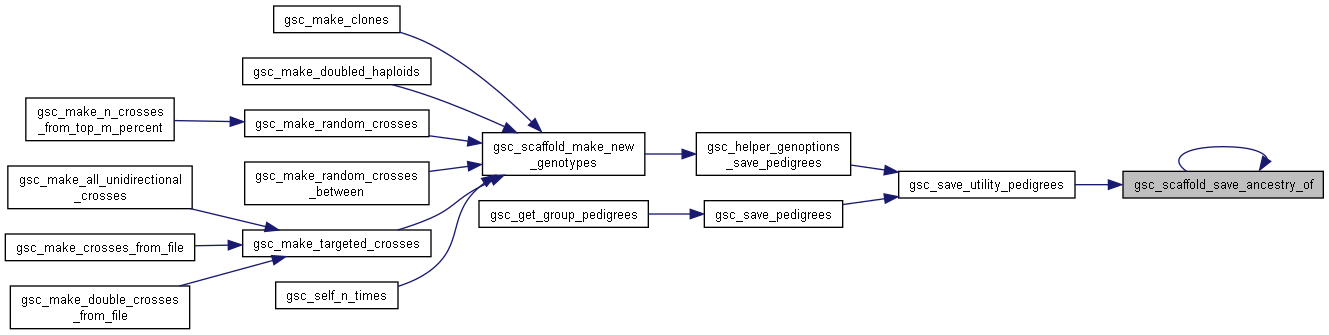 gsc_make_clones
gsc_make_doubled_haploids
gsc_make_n_crosses
_from_top_m_percent
gsc_make_random_crosses
gsc_make_random_crosses
_between
gsc_make_all_unidirectional
_crosses
gsc_make_crosses_from_file
gsc_make_double_crosses
_from_file
gsc_make_targeted_crosses
gsc_self_n_times
gsc_scaffold_make_new
_genotypes
gsc_get_group_pedigrees
gsc_helper_genoptions
_save_pedigrees
gsc_save_pedigrees
gsc_save_utility_pedigrees
gsc_scaffold_save_ancestry_of